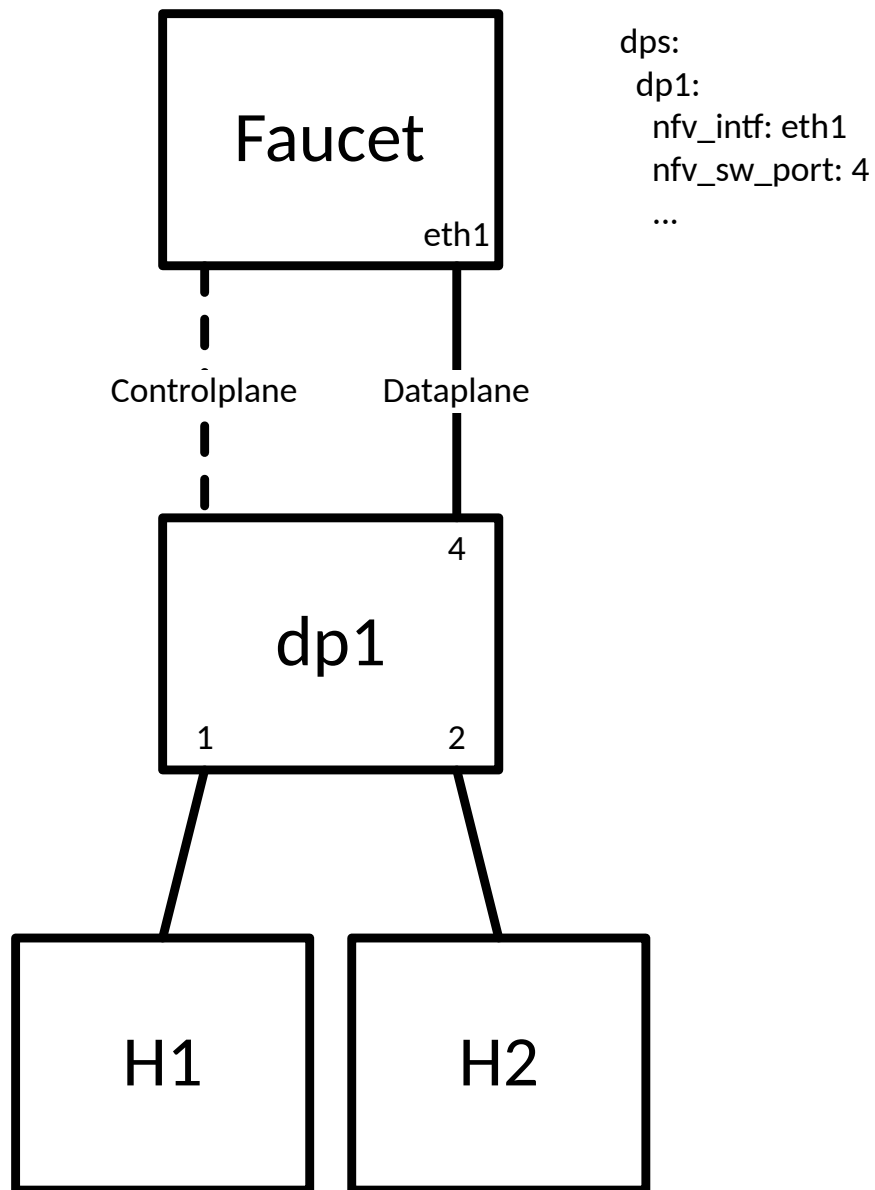 Faucet
eth1
dps:
dp1:
nfv_intf: eth1
nfv_sw_port: 4
...
Controlplane
Dataplane
4
dp1
1
2
H1
H2